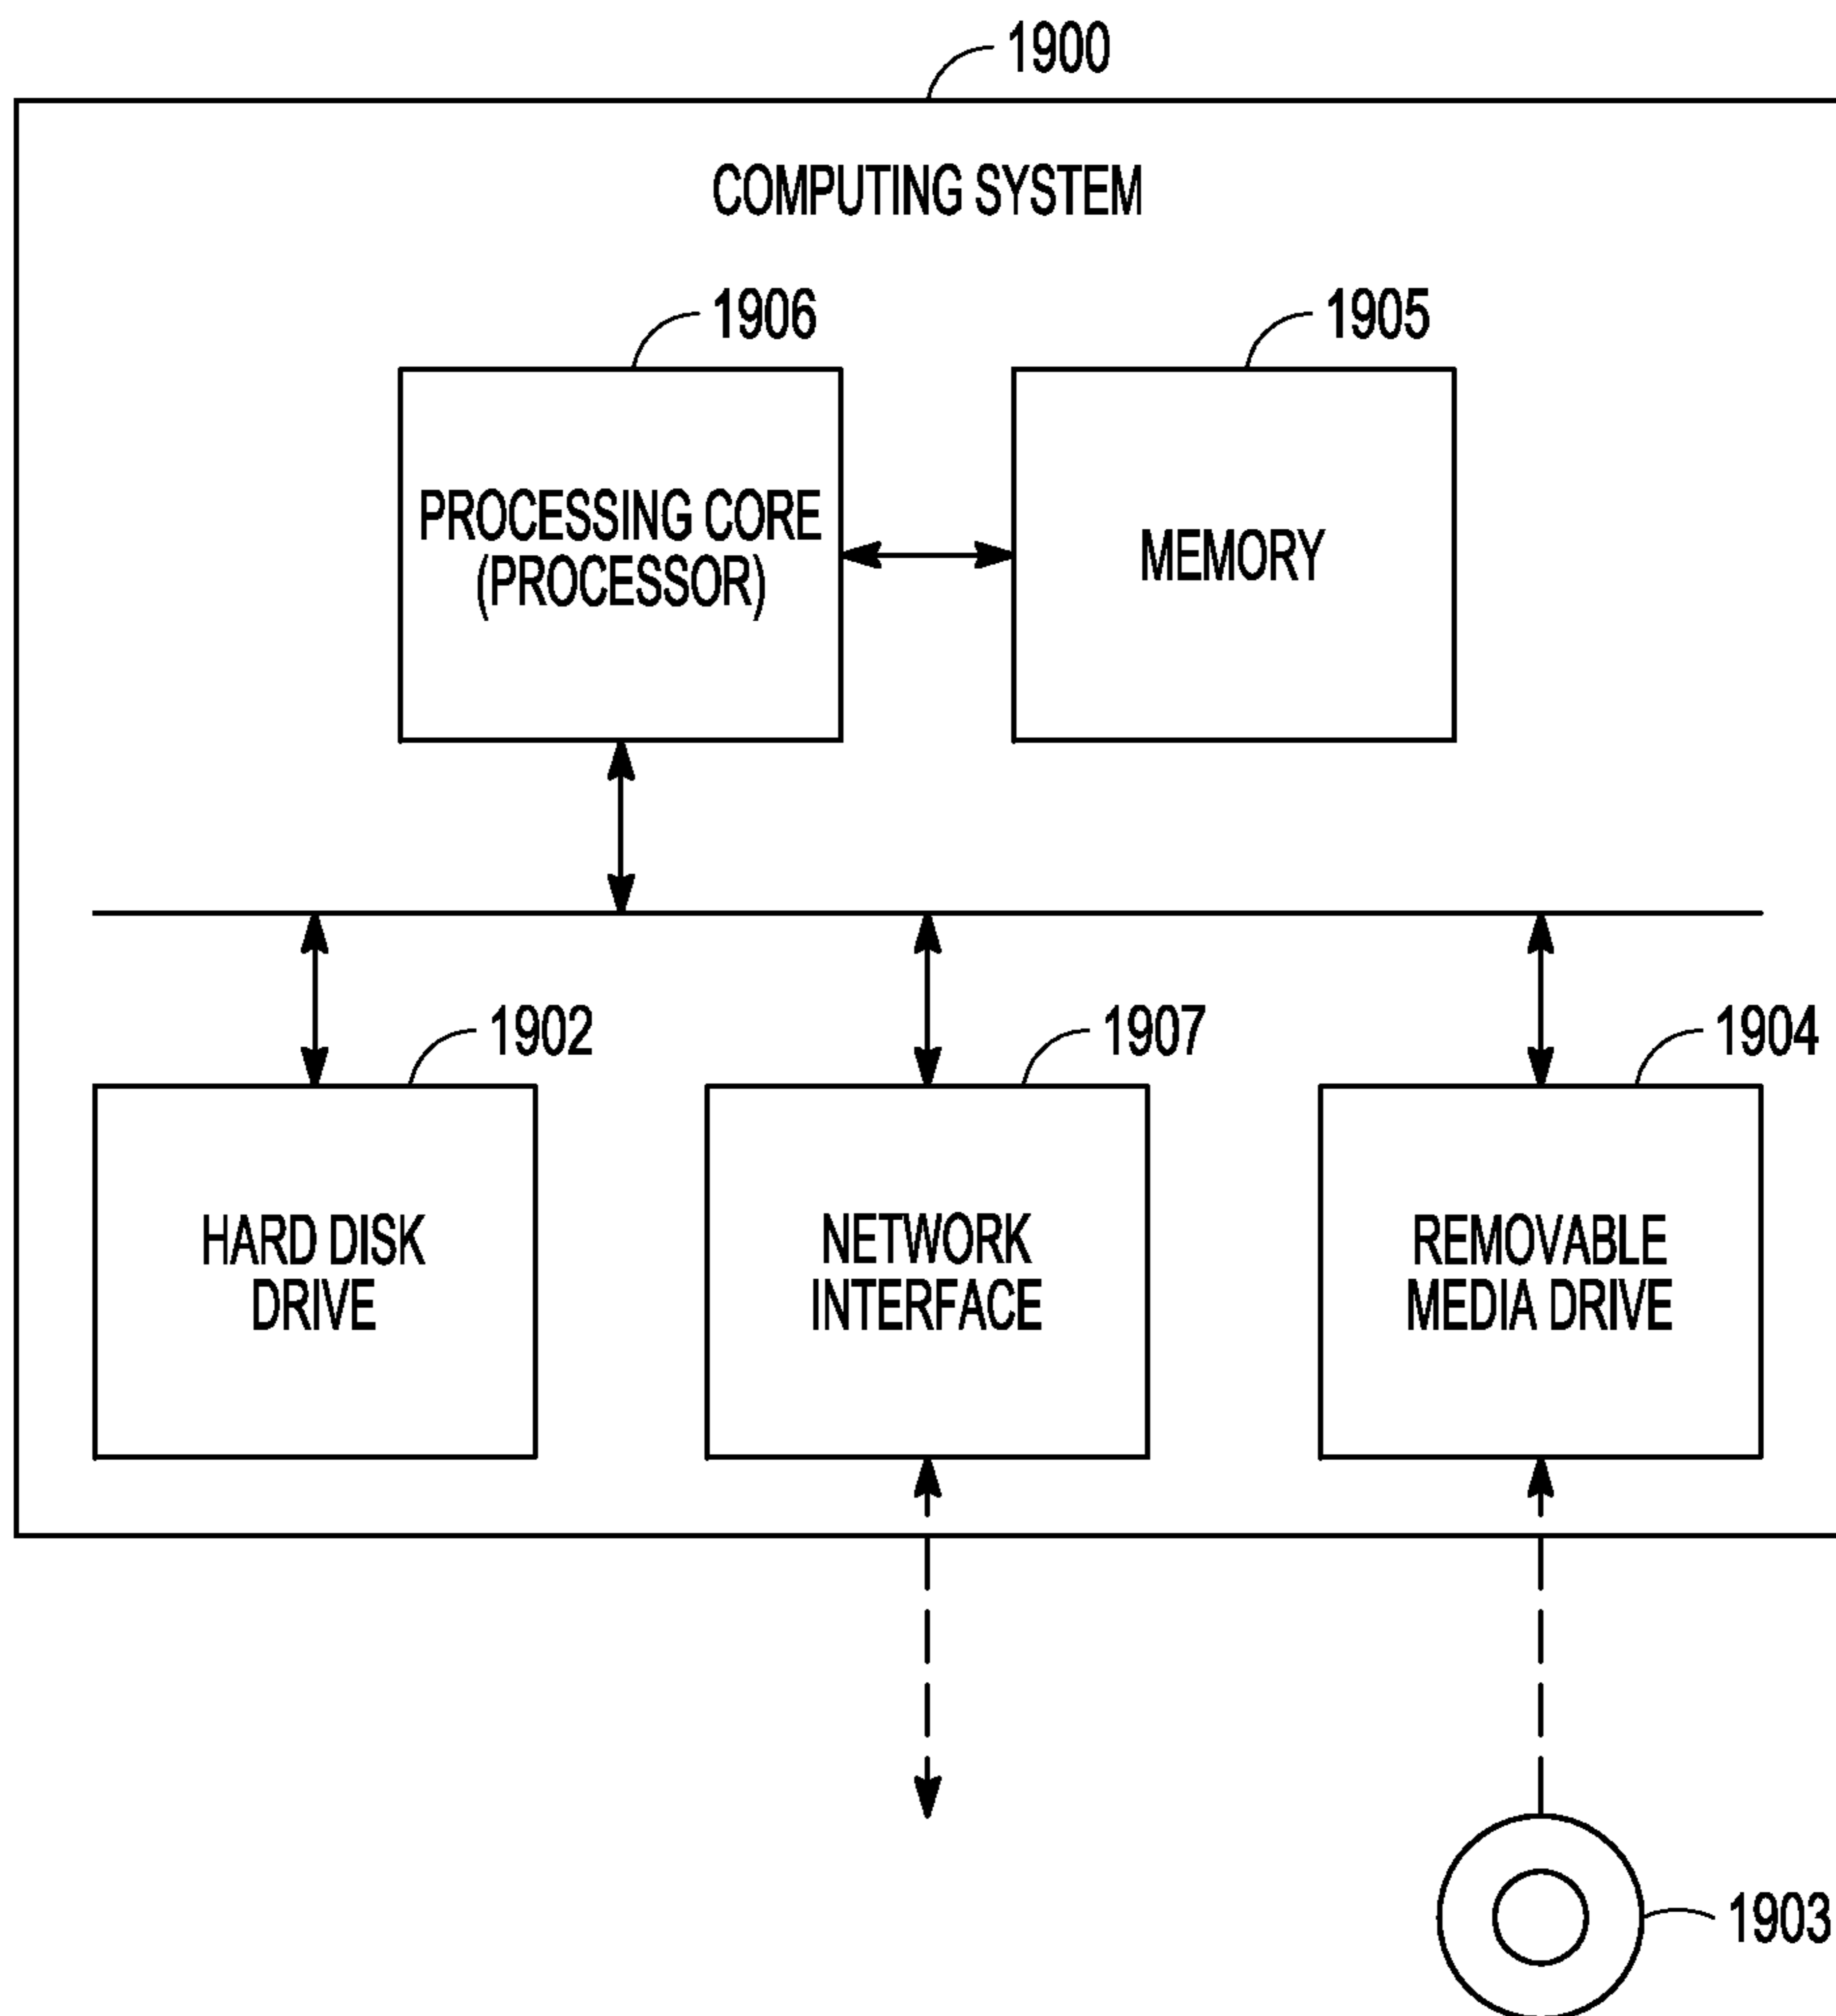 1900
COMPUTING SYSTEM
1906
1905
PROCESSING CORE
(PROCESSOR)
MEMORY
1902
1907
1904
HARD DISK
DRIVE
NETWORK
INTERFACE
REMOVABLE
MEDIA DRIVE
1903